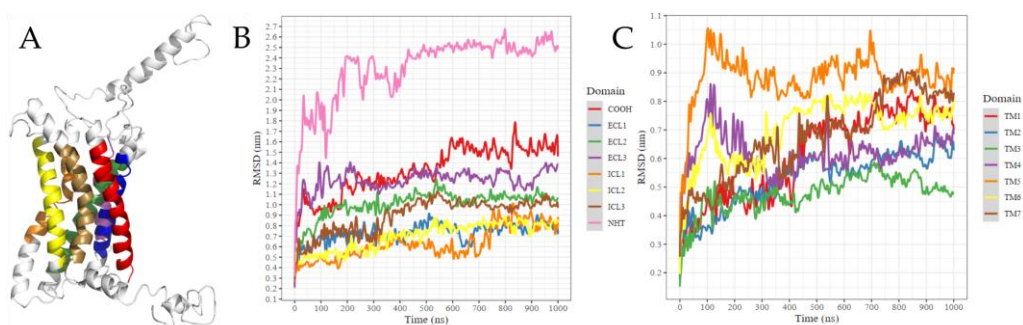 A
B
C
2.7
2.6
2.5
2.4
2.3
2.2
2.1
2.0
1.9
1.8
1.7
1.6
1.5
1.4
1.3
1.2
1.1
1.0
0.9
0.8
0.7
0.6
0.5
0.4
0.3
0.2
0.1
RMSD (nm)
0 100 200 300 400 500 600 700 800 900 1000
Time (ns)
Domain
COOH
ECL1
ECL2
ECL3
ICL1
ICL2
ICL3
NHT
1.1
1.0
0.9
0.8
0.7
0.6
0.5
0.4
0.3
0.2
RMSD (nm)
0 100 200 300 400 500 600 700 800 900 1000
Time (ns)
Domain
TM1
TM2
TM3
TM4
TM5
TM6
TM7